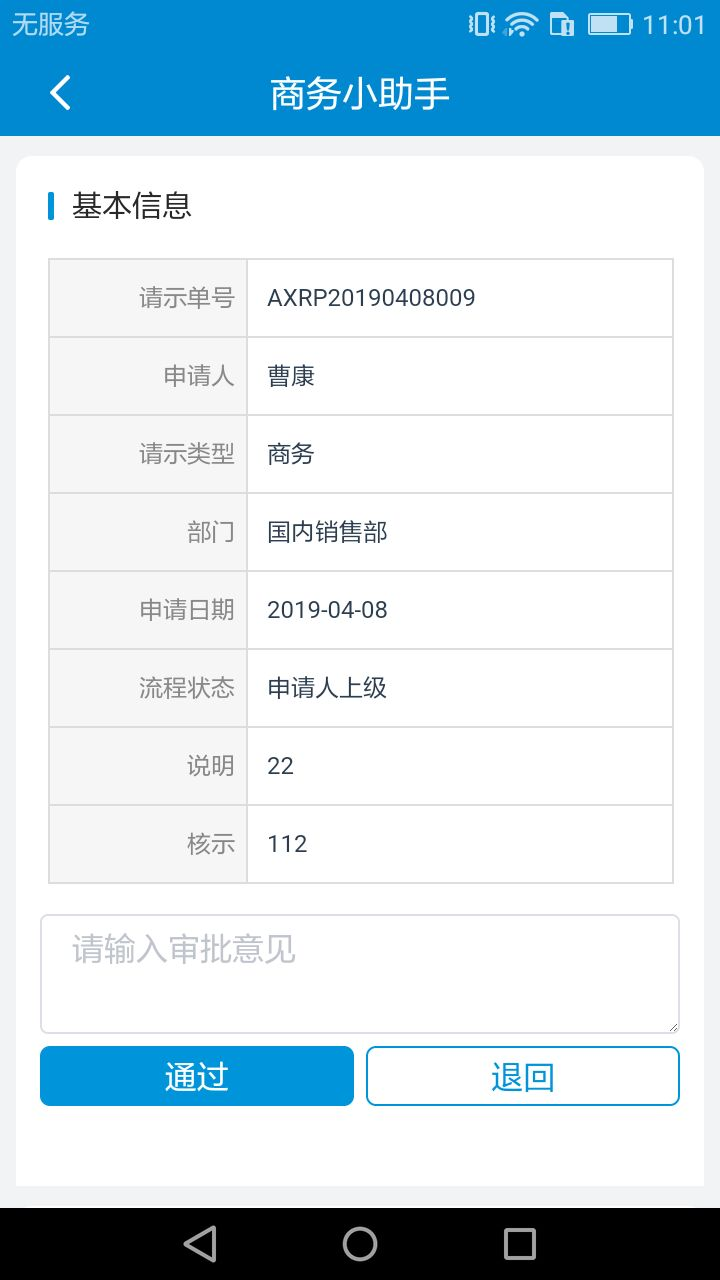 无服务 11:01
商务小助手
基本信息
请示单号 AXRP20190408009
申请人 曹康
请示类型 商务
部门 国内销售部
申请日期 2019-04-08
流程状态 申请人上级
说明 22
核示 112
请输入审批意见
通过 退回